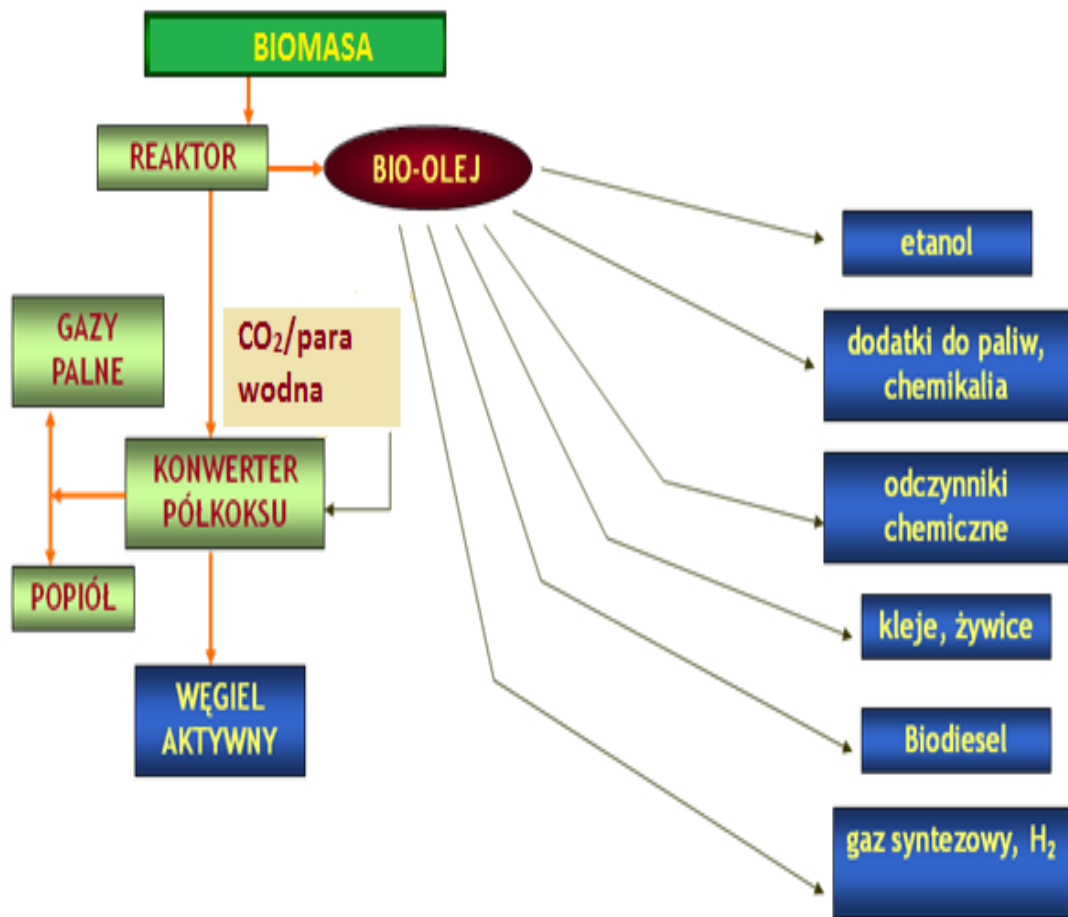 BIOMASA
REAKTOR
BIO-OLEJ
etanol
GAZY
PALNE
CO₂/para
wodna
dodatki do paliw,
chemikalia
KONWERTER
PÓŁKOKSU
odczynniki
chemiczne
POPIÓŁ
kleje, żywice
WĘGIEL
AKTYWNY
Biodiesel
gaz syntezowy, H₂